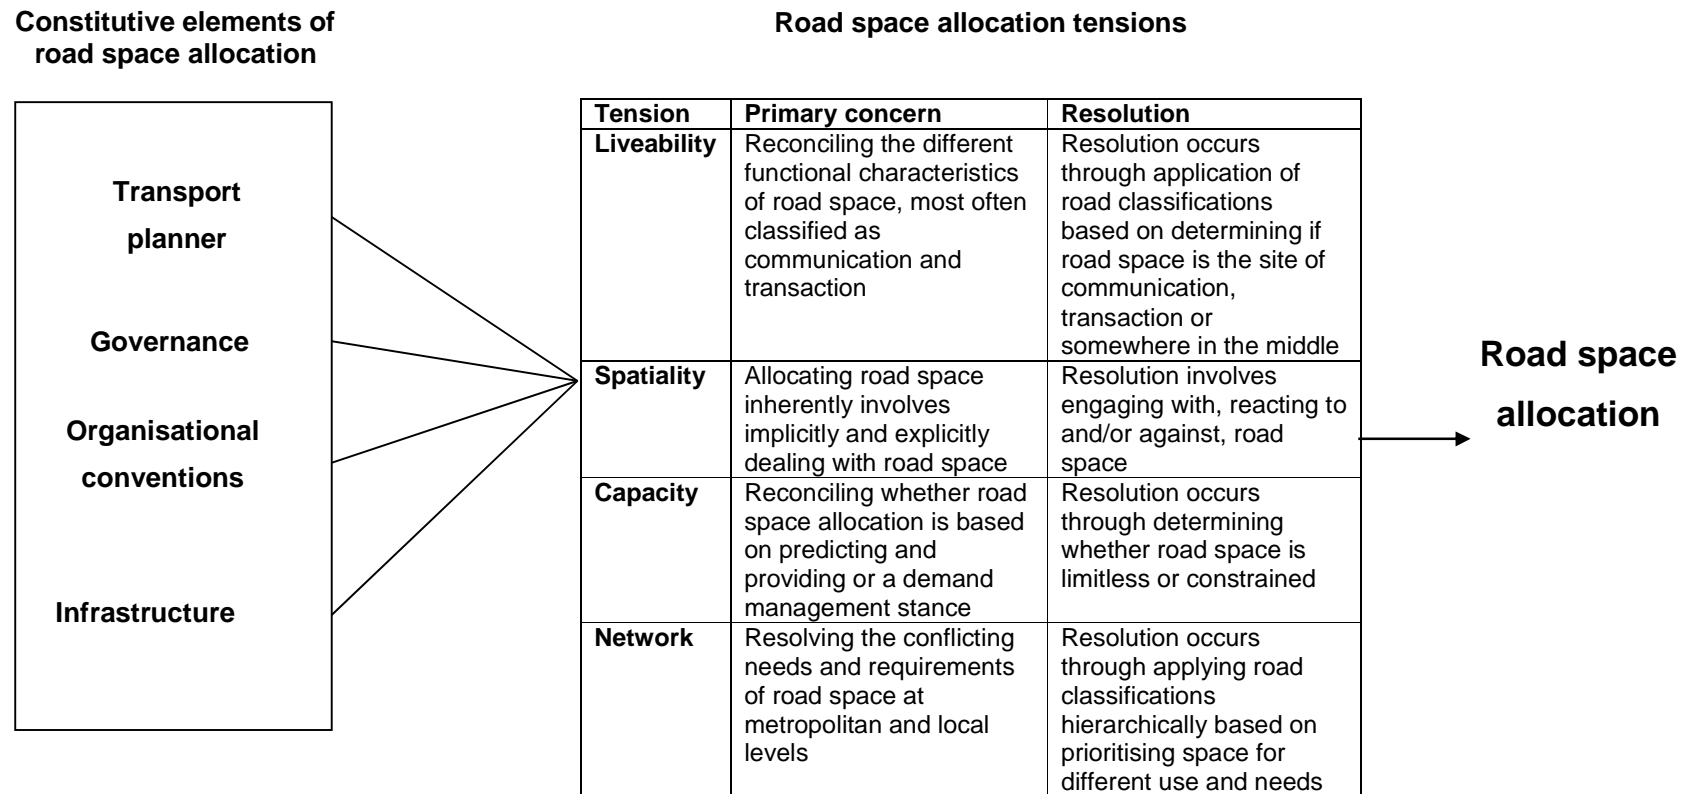 Constitutive elements of
road space allocation
Road space allocation tensions
Transport
planner
Governance
Organisational
conventions
Infrastructure
Tension
Primary concern
Resolution
Liveability
Reconciling the different
functional characteristics
of road space, most often
classified as
communication and
transaction
Resolution occurs
through application of
road classifications
based on determining if
road space is the site of
communication,
transaction or
somewhere in the middle
Spatiality
Allocating road space
inherently involves
implicitly and explicitly
dealing with road space
Resolution involves
engaging with, reacting to
and/or against, road
space
Capacity
Reconciling whether road
space allocation is based
on predicting and
providing or a demand
management stance
Resolution occurs
through determining
whether road space is
limitless or constrained
Network
Resolving the conflicting
needs and requirements
of road space at
metropolitan and local
levels
Resolution occurs
through applying road
classifications
hierarchically based on
prioritising space for
different use and needs
Road space
allocation